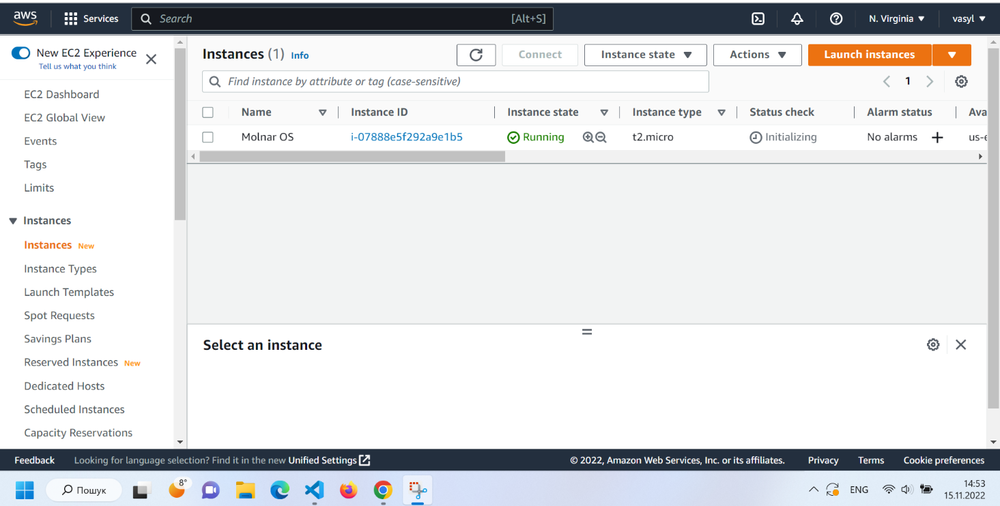 aws Services Search [Alt+S] N. Virginia vasyl
New EC2 Experience
Tell us what you think
EC2 Dashboard
EC2 Global View
Events
Tags
Limits
Instances
Instances New
Instance Types
Launch Templates
Spot Requests
Savings Plans
Reserved Instances New
Dedicated Hosts
Scheduled Instances
Capacity Reservations
Instances (1) Info Connect Instance state Actions Launch instances
Find instance by attribute or tag (case-sensitive) 1
Name Instance ID Instance state Instance type Status check Alarm status Ava
Molnar OS i-07888e5f292a9e1b5 Running t2.micro Initializing No alarms + us-e
Select an instance
Feedback Looking for language selection? Find it in the new Unified Settings © 2022, Amazon Web Services, Inc. or its affiliates. Privacy Terms Cookie preferences
Пошук 8° ENG 14:53
15.11.2022